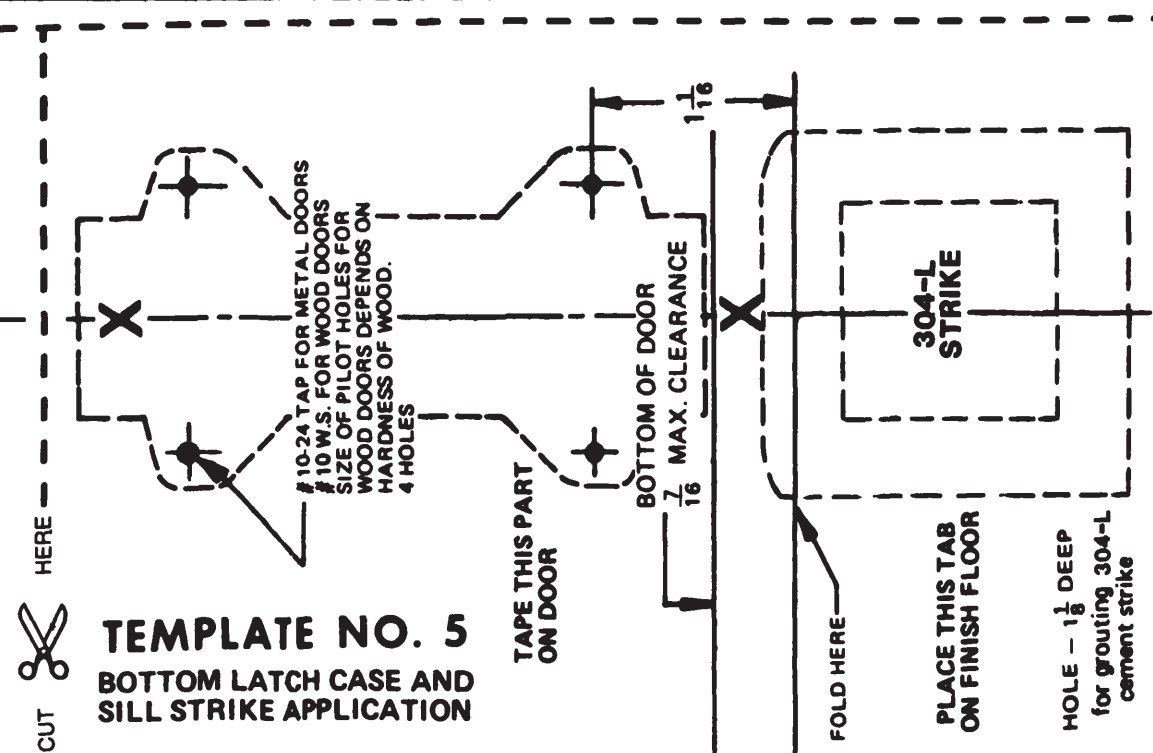 CUT HERE
TEMPLATE NO. 5
BOTTOM LATCH CASE AND
SILL STRIKE APPLICATION
#10-24 TAP FOR METAL DOORS
#10 W.S. FOR WOOD DOORS
SIZE OF PILOT HOLES FOR
WOOD DOORS DEPENDS ON
HARDNESS OF WOOD.
4 HOLES
TAPE THIS PART
ON DOOR
BOTTOM OF DOOR
7/16 MAX. CLEARANCE
1 1/16
FOLD HERE
304-L
STRIKE
PLACE THIS TAB
ON FINISH FLOOR
HOLE – 1 1/8 DEEP
for grouting 304-L
cement strike